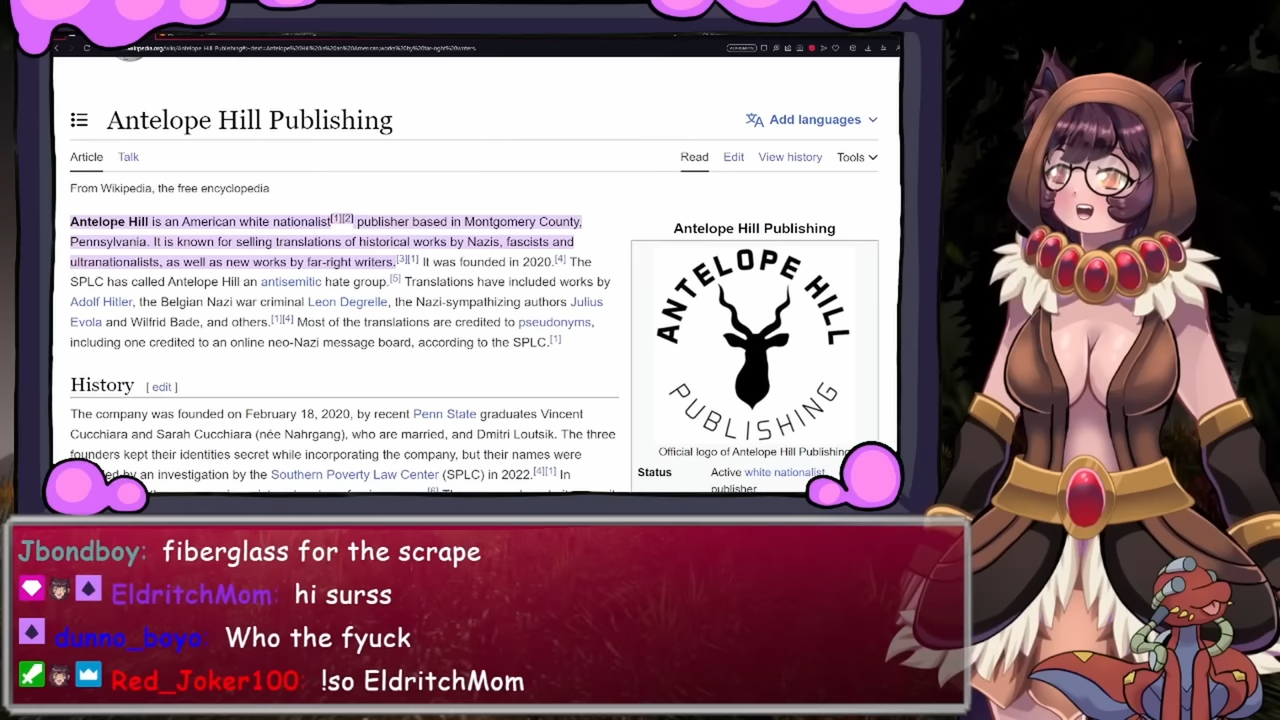 Antelope Hill Publishing
Add languages
Article Talk
Read Edit View history Tools
From Wikipedia, the free encyclopedia
Antelope Hill is an American white nationalist[1][2] publisher based in Montgomery County,
Pennsylvania. It is known for selling translations of historical works by Nazis, fascists and
ultranationalists, as well as new works by far-right writers.[3][1] It was founded in 2020.[4] The
SPLC has called Antelope Hill an antisemitic hate group.[5] Translations have included works by
Adolf Hitler, the Belgian Nazi war criminal Leon Degrelle, the Nazi-sympathizing authors Julius
Evola and Wilfrid Bade, and others.[1][4] Most of the translations are credited to pseudonyms,
including one credited to an online neo-Nazi message board, according to the SPLC.[1]
History [ edit ]
The company was founded on February 18, 2020, by recent Penn State graduates Vincent
Cucchiara and Sarah Cucchiara (née Nahrgang), who are married, and Dmitri Loutsik. The three
founders kept their identities secret while incorporating the company, but their names were
by an investigation by the Southern Poverty Law Center (SPLC) in 2022.[4][1] In
Antelope Hill Publishing
ANTELOPE HILL
PUBLISHING
Official logo of Antelope Hill Publishing
Status Active white nationalist
publisher
Jbondboy: fiberglass for the scrape
EldritchMom: hi surss
dunno_boyo: Who the fyuck
Red_Joker100: !so EldritchMom